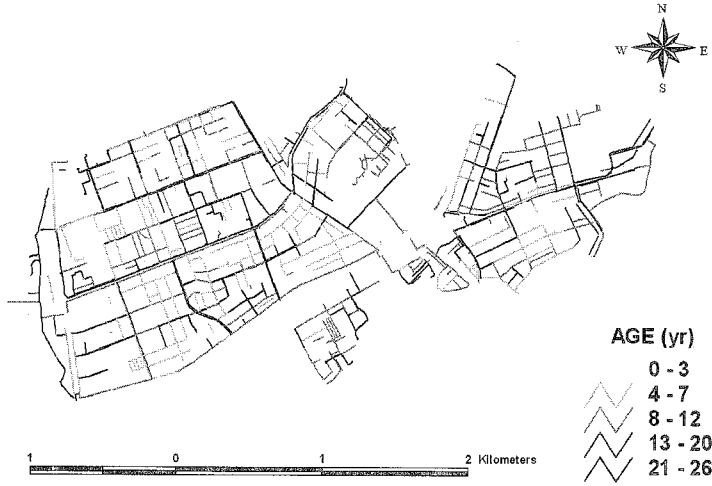 N
W E
S
AGE (yr)
0 - 3
4 - 7
8 - 12
13 - 20
21 - 26
1 0 1 2 Kilometers